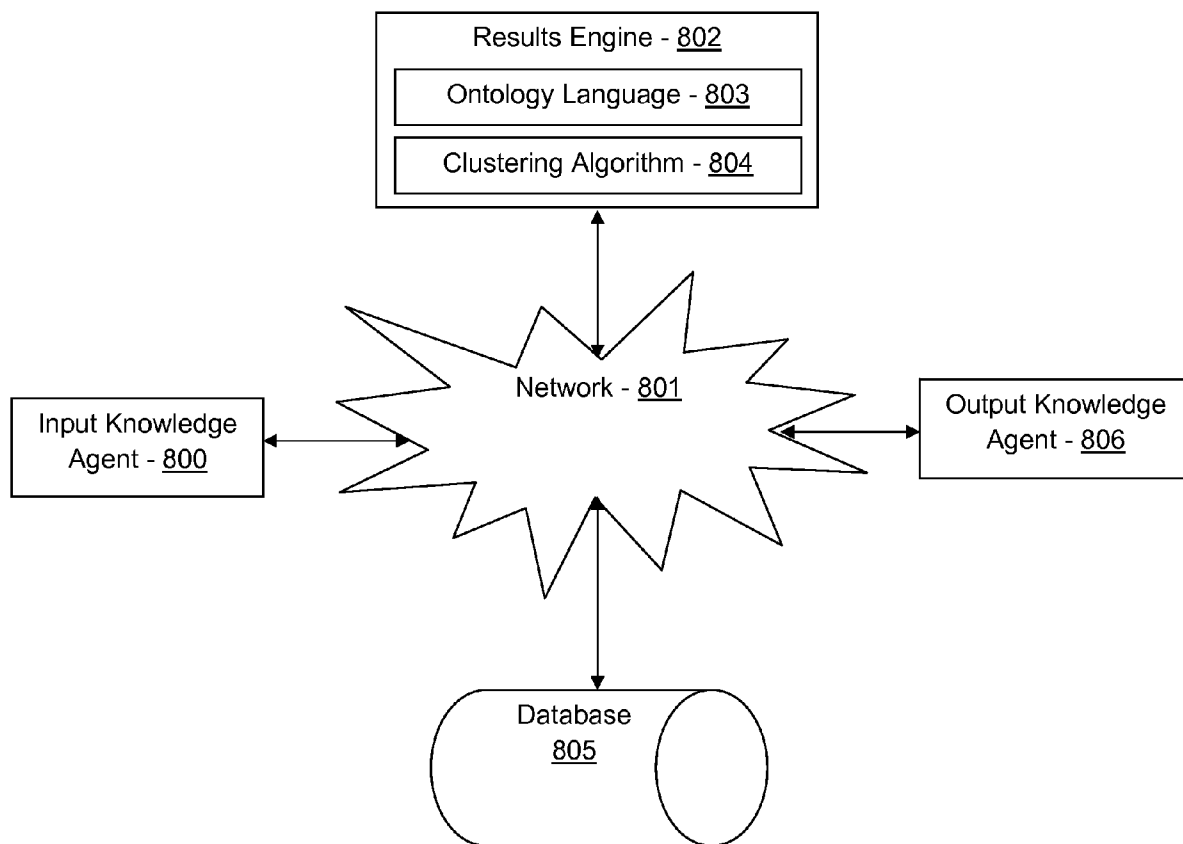 Results Engine - 802
Ontology Language - 803
Clustering Algorithm - 804
Network - 801
Input Knowledge
Agent - 800
Output Knowledge
Agent - 806
Database
805